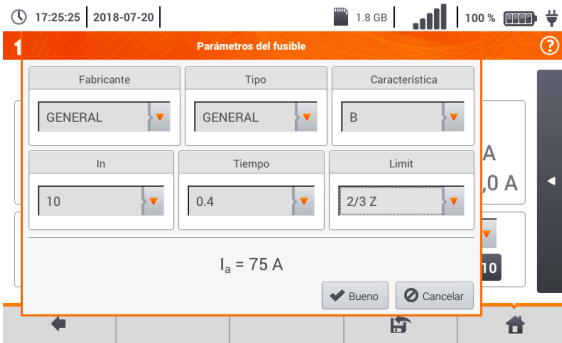 17:25:25 2018-07-20 1.8 GB 100 %
1 Parámetros del fusible ?
Fabricante Tipo Característica
GENERAL GENERAL B
In Tiempo Limit
10 0.4 2/3 Z
Ia = 75 A
Bueno Cancelar
A
,0 A
10